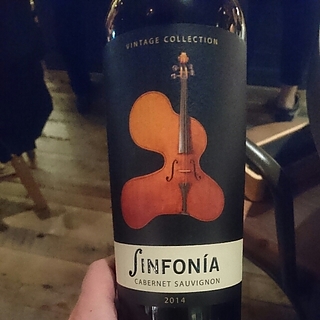 VINTAGE COLLECTION
SINFONÍA
CABERNET SAUVIGNON
2014